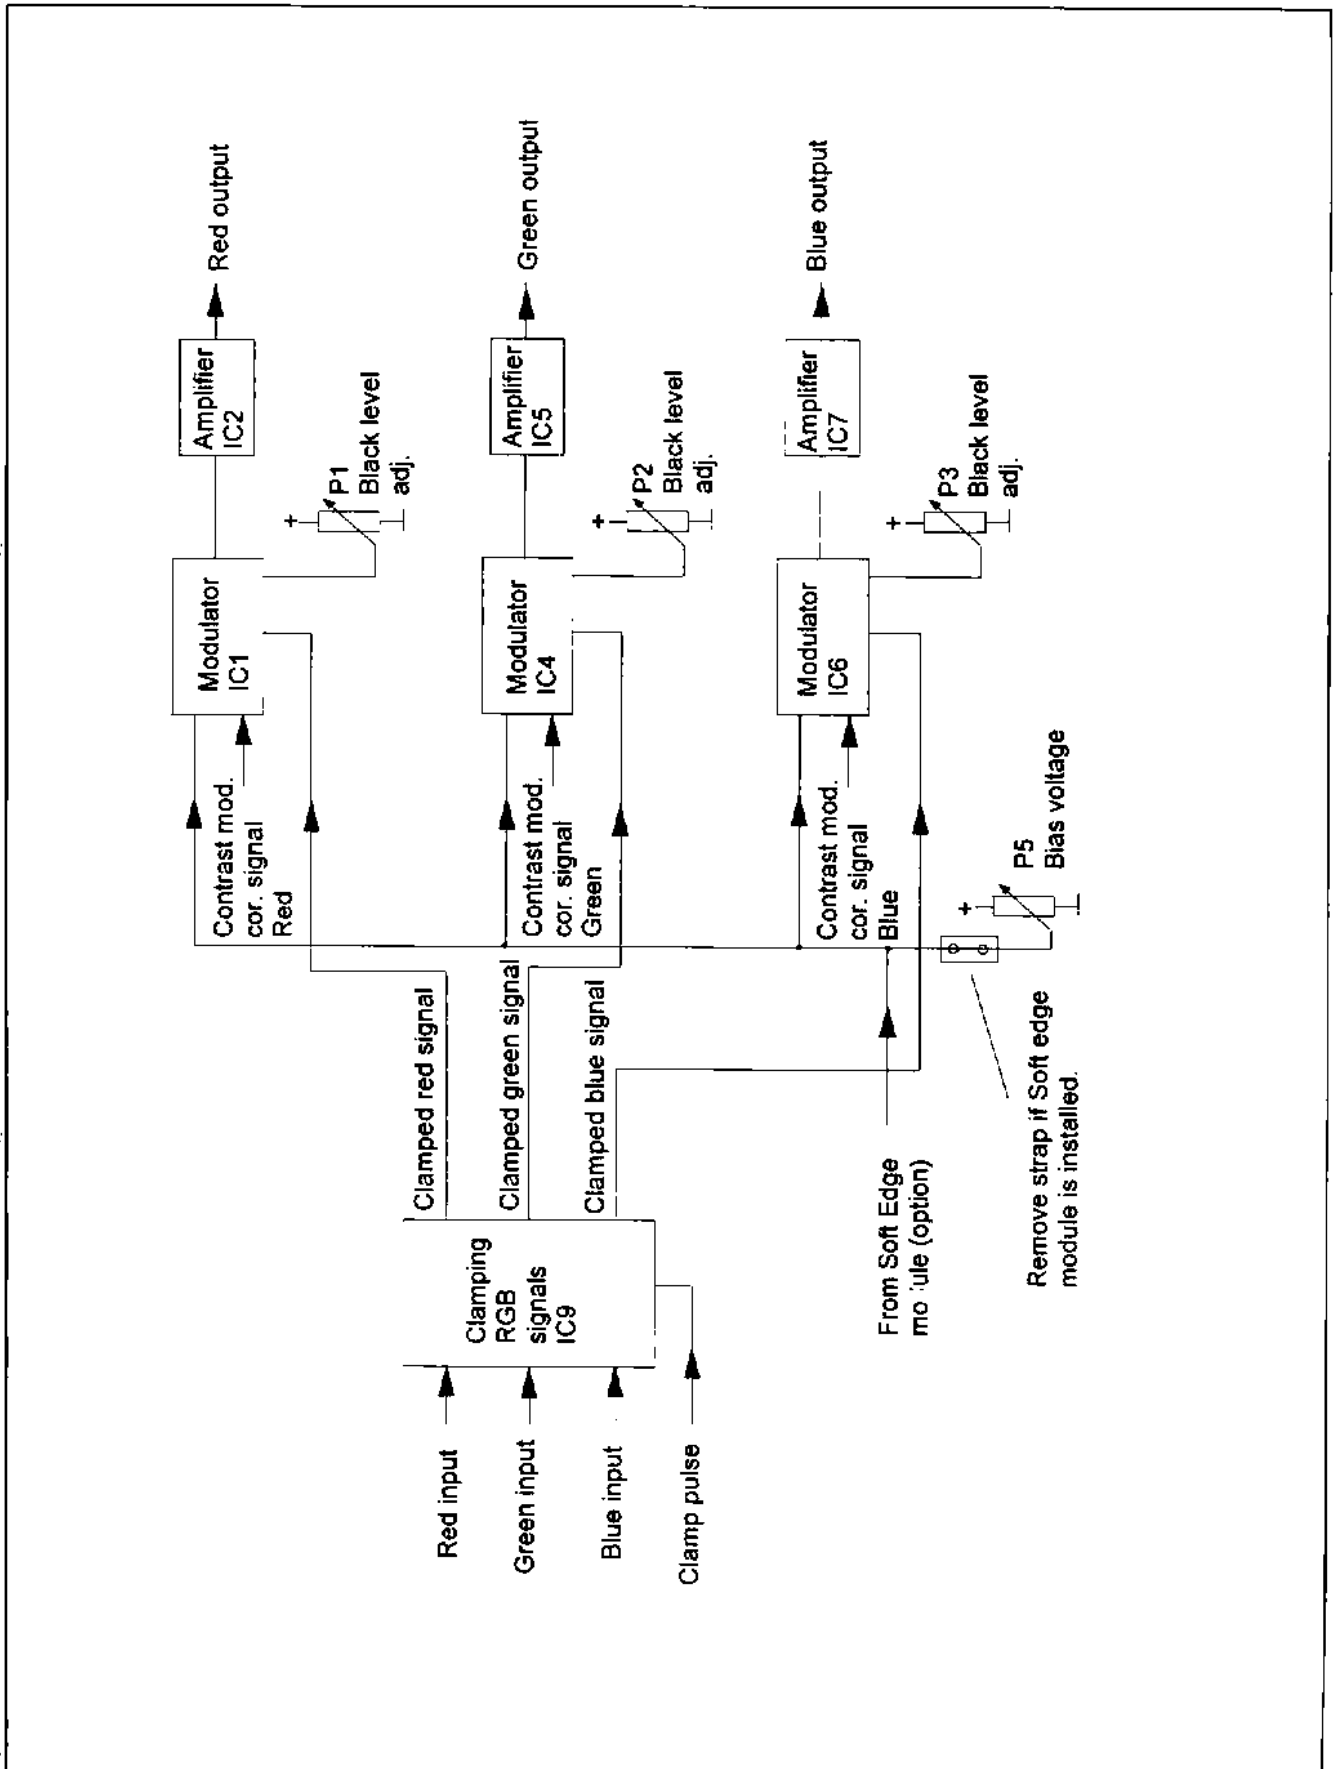 Red input
Green input
Blue input
Clamp pulse
Clamping
RGB
signals
IC9
Clamped red signal
Clamped green signal
Clamped blue signal
From Soft Edge
module (option)
Remove strap if Soft edge
module is installed.
Contrast mod.
cor. signal
Red
Contrast mod.
cor. signal
Green
Contrast mod.
cor. signal
Blue
+
P5
Bias voltage
Modulator
IC1
Modulator
IC4
Modulator
IC6
+
P1
Black level
adj.
+
P2
Black level
adj.
+
P3
Black level
adj.
Amplifier
IC2
Amplifier
IC5
Amplifier
IC7
Red output
Green output
Blue output